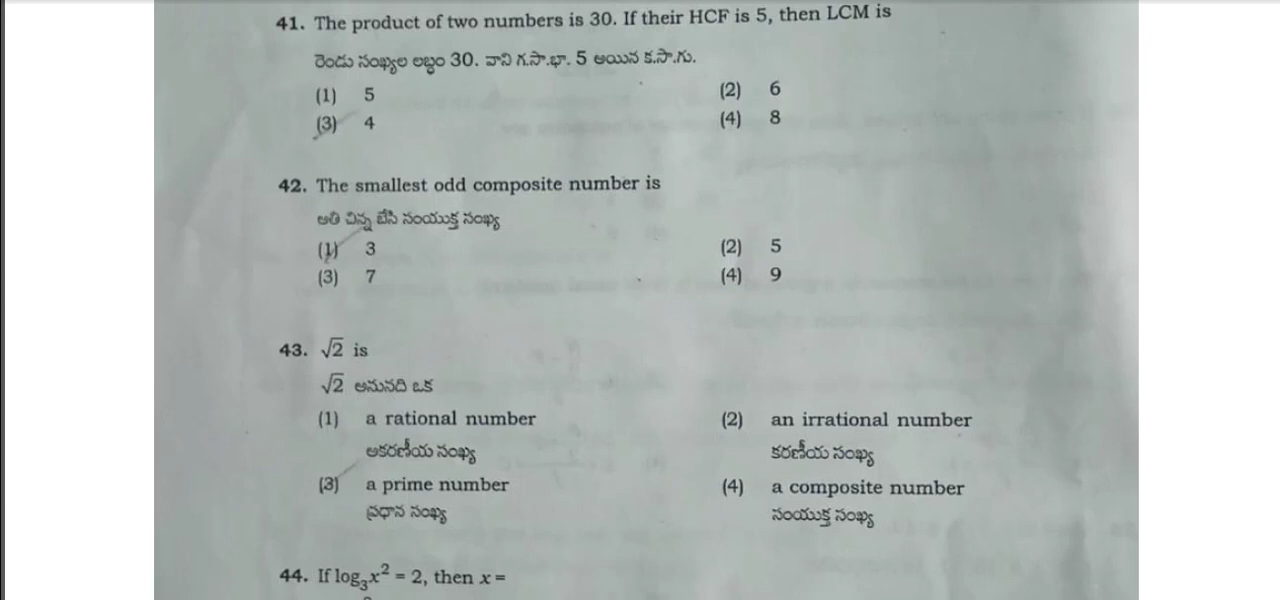 41. The product of two numbers is 30. If their HCF is 5, then LCM is
రెండు సంఖ్యల లబ్ధం 30. వాని గ.సా.భా. 5 అయిన క.సా.గు.
(1) 5 (2) 6
(3) 4 (4) 8
42. The smallest odd composite number is
అతి చిన్న బేసి సంయుక్త సంఖ్య
(1) 3 (2) 5
(3) 7 (4) 9
43. √2 is
√2 అనునది ఒక
(1) a rational number (2) an irrational number
అకరణీయ సంఖ్య కరణీయ సంఖ్య
(3) a prime number (4) a composite number
ప్రధాన సంఖ్య సంయుక్త సంఖ్య
44. If log₃x² = 2, then x =